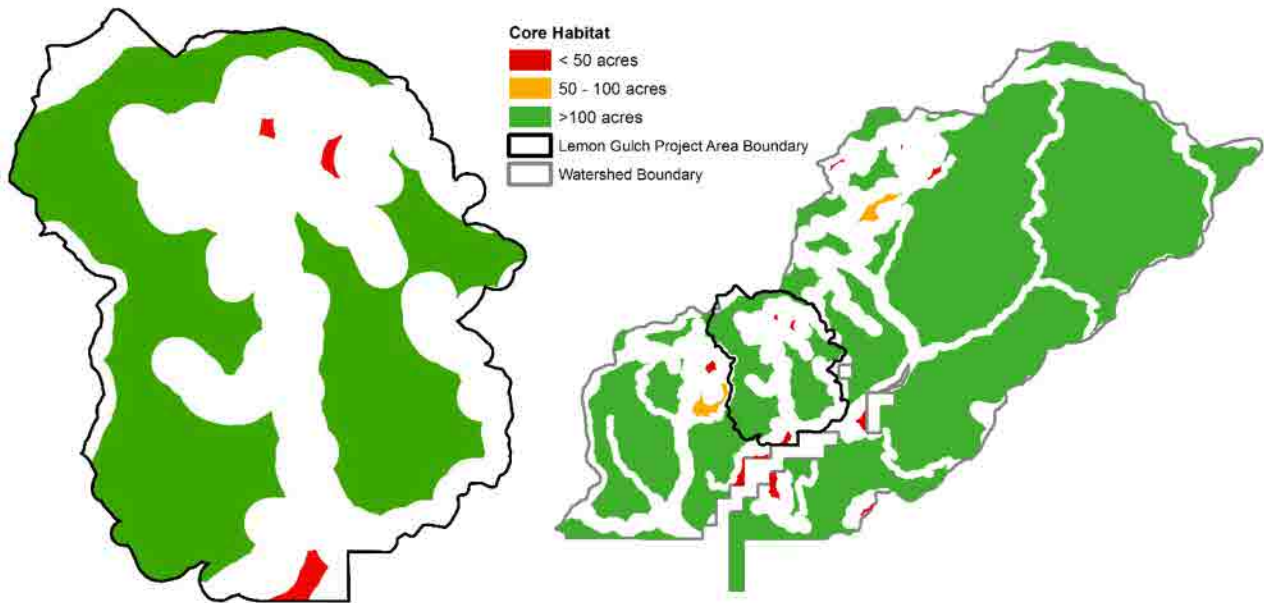 Core Habitat
< 50 acres
50 - 100 acres
>100 acres
Lemon Gulch Project Area Boundary
Watershed Boundary